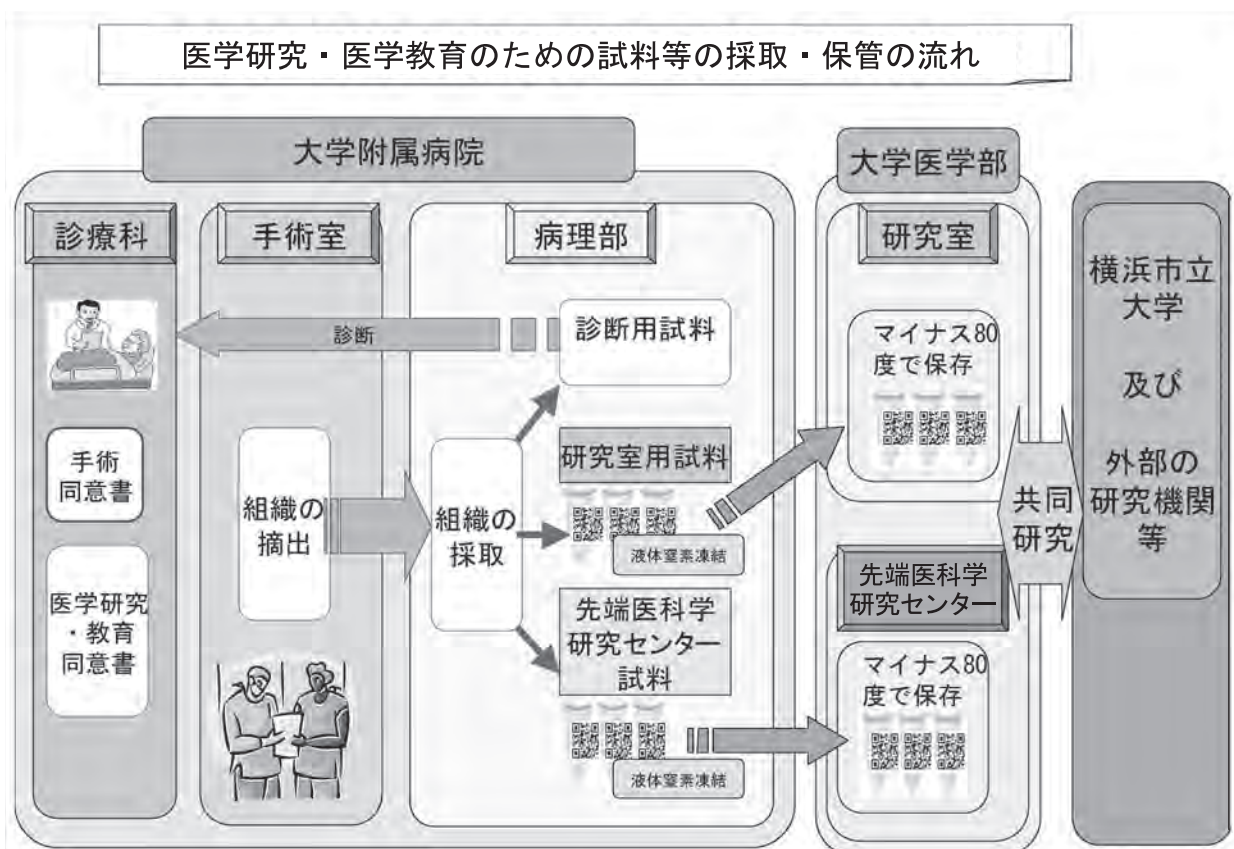 医学研究・医学教育のための試料等の採取・保管の流れ
大学附属病院
診療科
手術
同意書
医学研究
・教育
同意書
手術室
組織の
摘出
病理部
診断
診断用試料
組織の
採取
研究室用試料
液体窒素凍結
先端医科学
研究センター
試料
液体窒素凍結
大学医学部
研究室
マイナス80
度で保存
先端医科学
研究センター
マイナス80
度で保存
共同
研究
横浜市立
大学
及び
外部の
研究機関
等